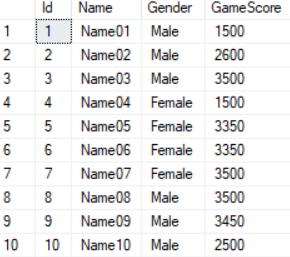 Id Name Gender GameScore
1 1 Name01 Male 1500
2 2 Name02 Male 2600
3 3 Name03 Male 3500
4 4 Name04 Female 1500
5 5 Name05 Female 3350
6 6 Name06 Female 3350
7 7 Name07 Female 3500
8 8 Name08 Male 3500
9 9 Name09 Male 3450
10 10 Name10 Male 2500